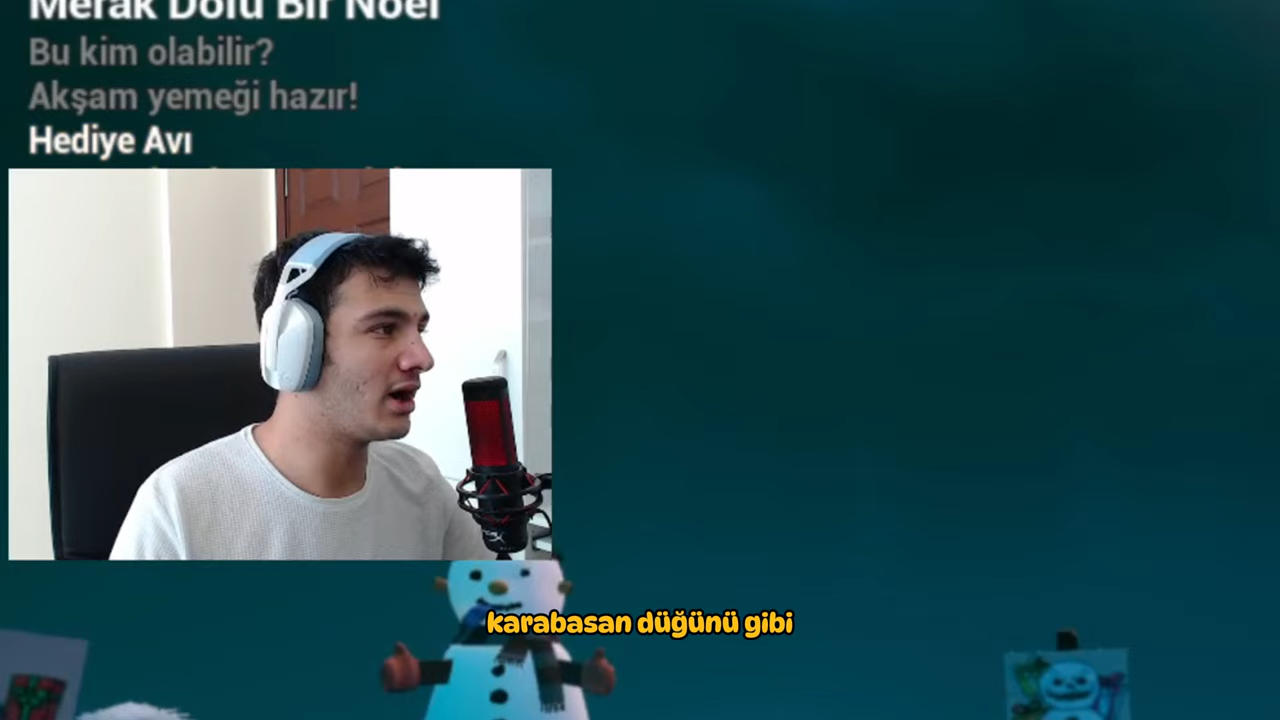 Merak Dolu Bir Noel
Bu kim olabilir?
Akşam yemeği hazır!
Hediye Avı
karabasan düğünü gibi